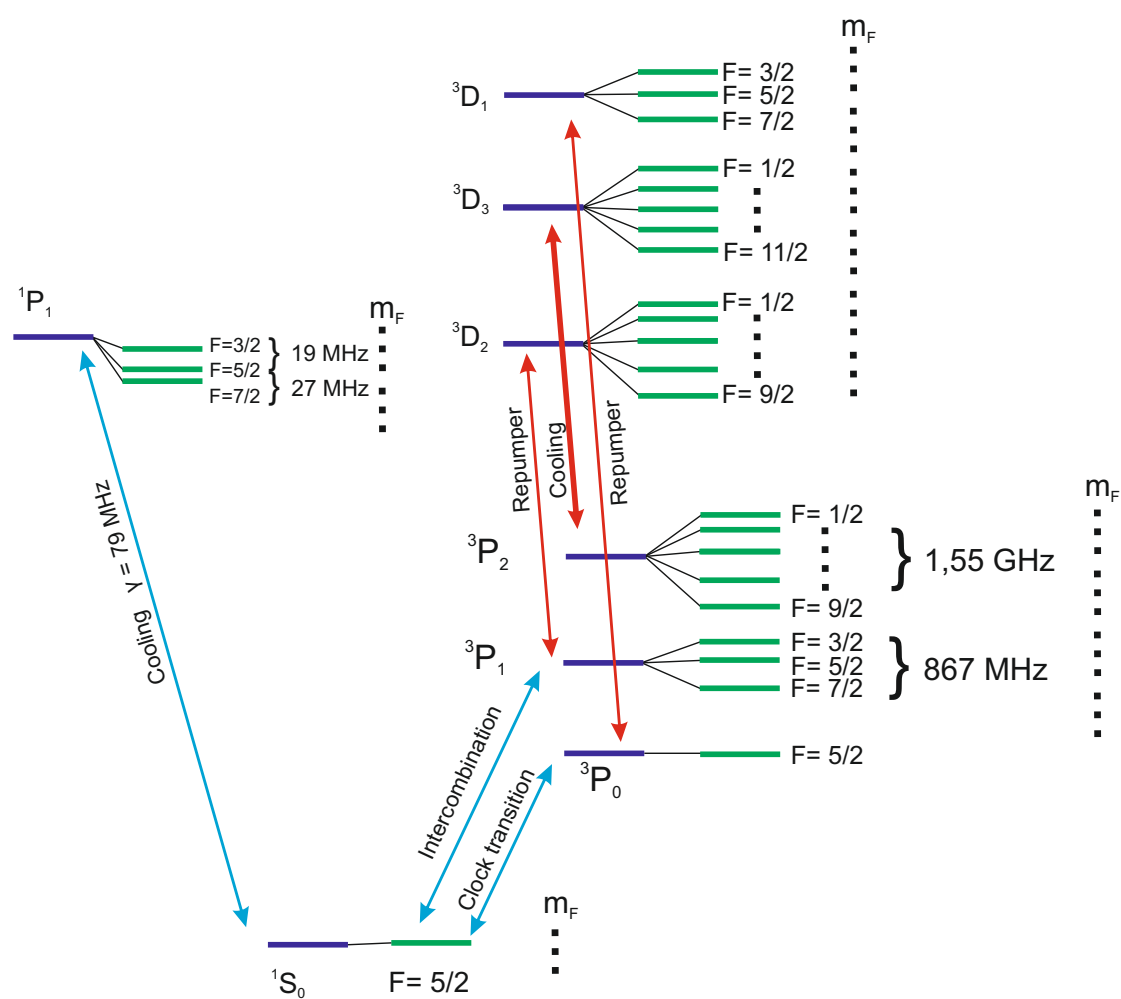 m_F
³D₁
F= 3/2
F= 5/2
F= 7/2
³D₃
F= 1/2
F= 11/2
¹P₁
m_F
F=3/2
F=5/2
F=7/2
} 19 MHz
} 27 MHz
³D₂
F= 1/2
F= 9/2
Repumper
Cooling
Repumper
Cooling γ = 79 MHz
m_F
³P₂
F= 1/2
F= 9/2
} 1,55 GHz
³P₁
F= 3/2
F= 5/2
F= 7/2
} 867 MHz
Intercombination
Clock transition
³P₀
F= 5/2
m_F
¹S₀
F= 5/2